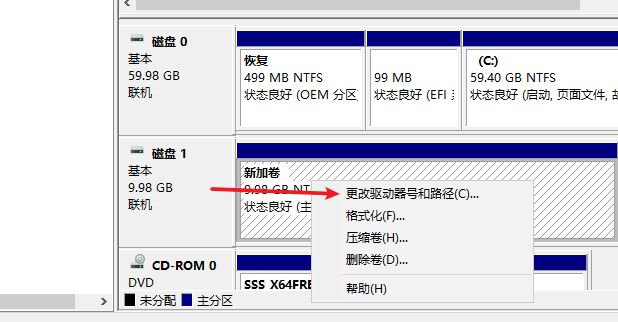 磁盘 0
基本
59.98 GB
联机
恢复
499 MB NTFS
状态良好 (OEM 分区)
99 MB
状态良好 (EFI
(C:)
59.40 GB NTFS
状态良好 (启动, 页面文件,
磁盘 1
基本
9.98 GB
联机
新加卷
9.98 GB NT
状态良好 (主
更改驱动器号和路径(C)...
格式化(F)...
压缩卷(H)...
删除卷(D)...
帮助(H)
CD-ROM 0
DVD
SSS_X64FRE
未分配
主分区